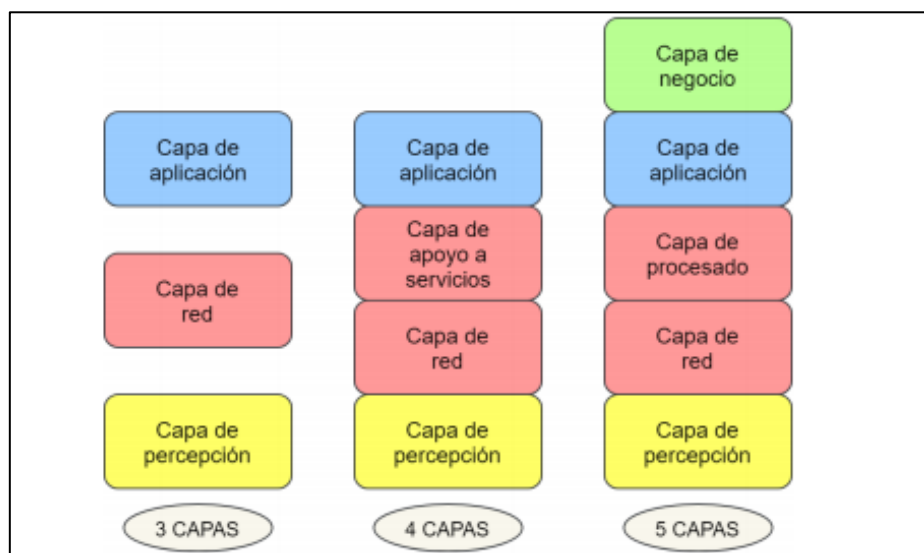 Capa de
aplicación
Capa de
red
Capa de
percepción
3 CAPAS
Capa de
aplicación
Capa de
apoyo a
servicios
Capa de
red
Capa de
percepción
4 CAPAS
Capa de
negocio
Capa de
aplicación
Capa de
procesado
Capa de
red
Capa de
percepción
5 CAPAS